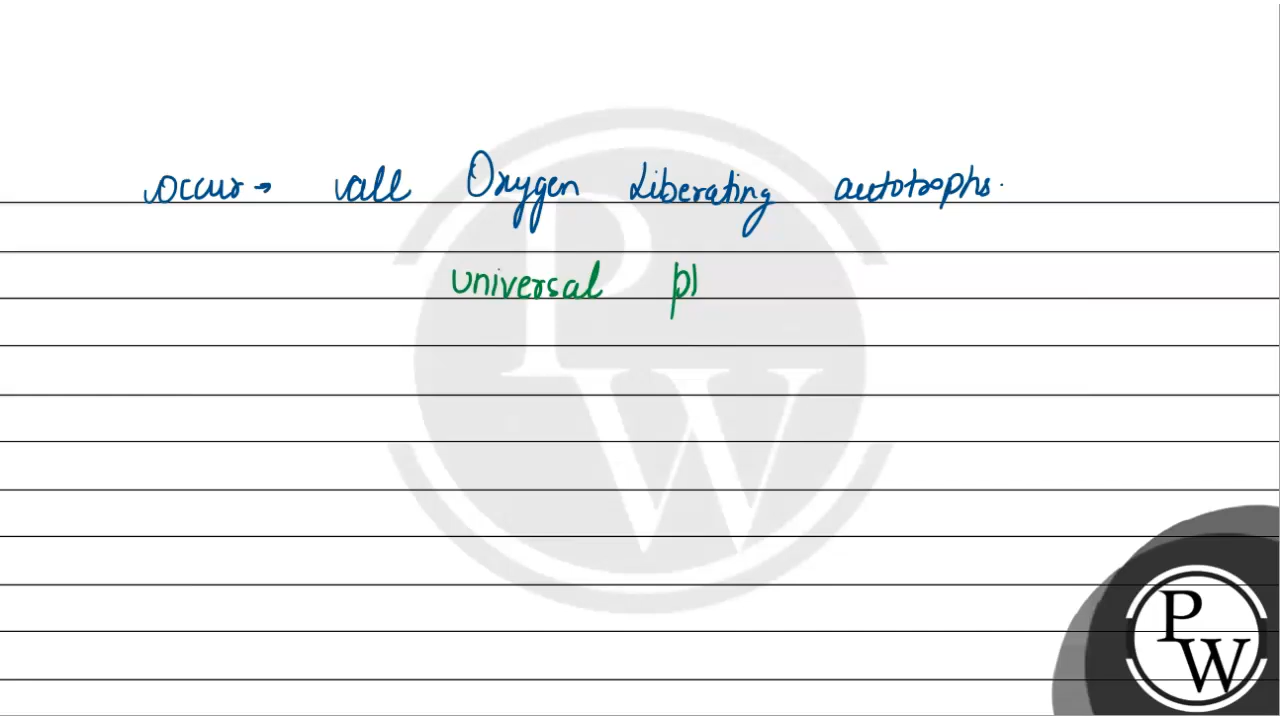 occurs → all Oxygen Liberating autotrophs.
universal
P
W
P
W